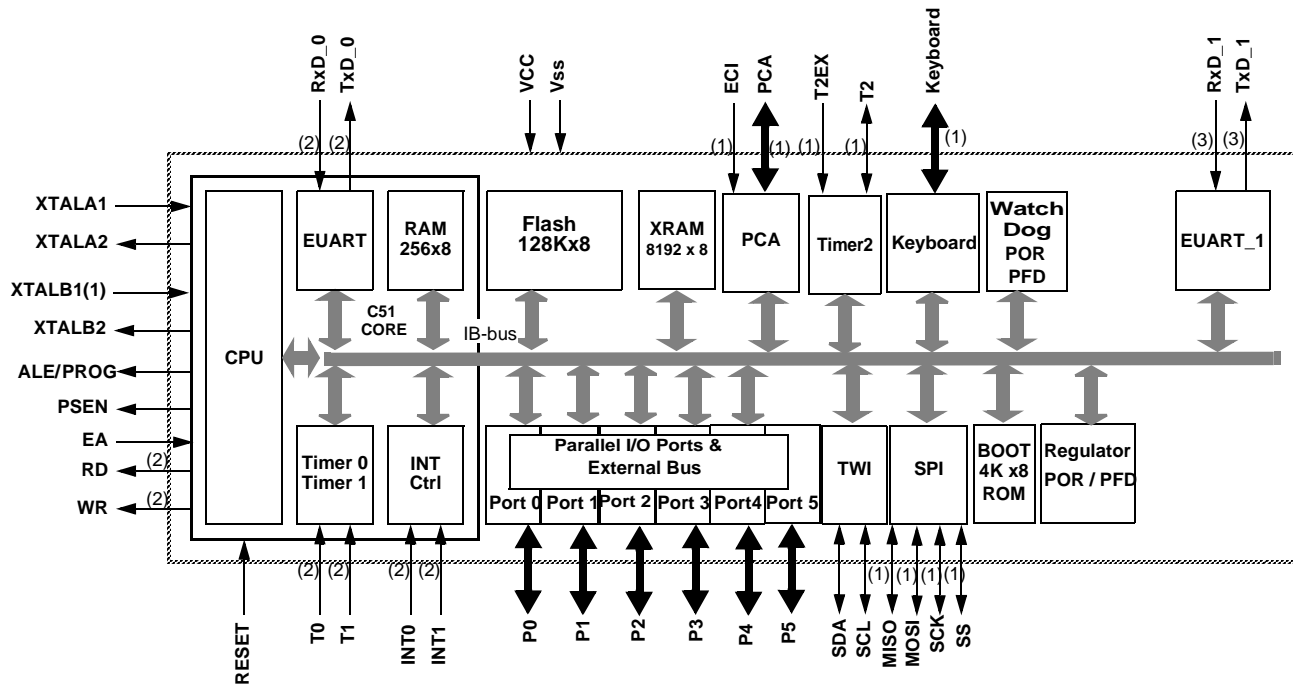 RxD_0
TxD_0
VCC
Vss
ECI
PCA
T2EX
T2
Keyboard
RxD_1
TxD_1
(2)
(2)
(1)
(1)
(1)
(1)
(1)
(3)
(3)
XTALA1
XTALA2
XTALB1(1)
XTALB2
ALE/PROG
PSEN
EA
RD
(2)
WR
(2)
CPU
EUART
RAM
256x8
C51
CORE
IB-bus
Flash
128Kx8
XRAM
8192 x 8
PCA
Timer2
Keyboard
Watch
Dog
POR
PFD
EUART_1
Timer 0
Timer 1
INT
Ctrl
Parallel I/O Ports &
External Bus
Port 0
Port 1
Port 2
Port 3
Port4
Port 5
TWI
SPI
BOOT
4K x8
ROM
Regulator
POR / PFD
(2)
(2)
(2)
(2)
(1)
(1)
(1)
(1)
RESET
T0
T1
INT0
INT1
P0
P1
P2
P3
P4
P5
SDA
SCL
MISO
MOSI
SCK
SS